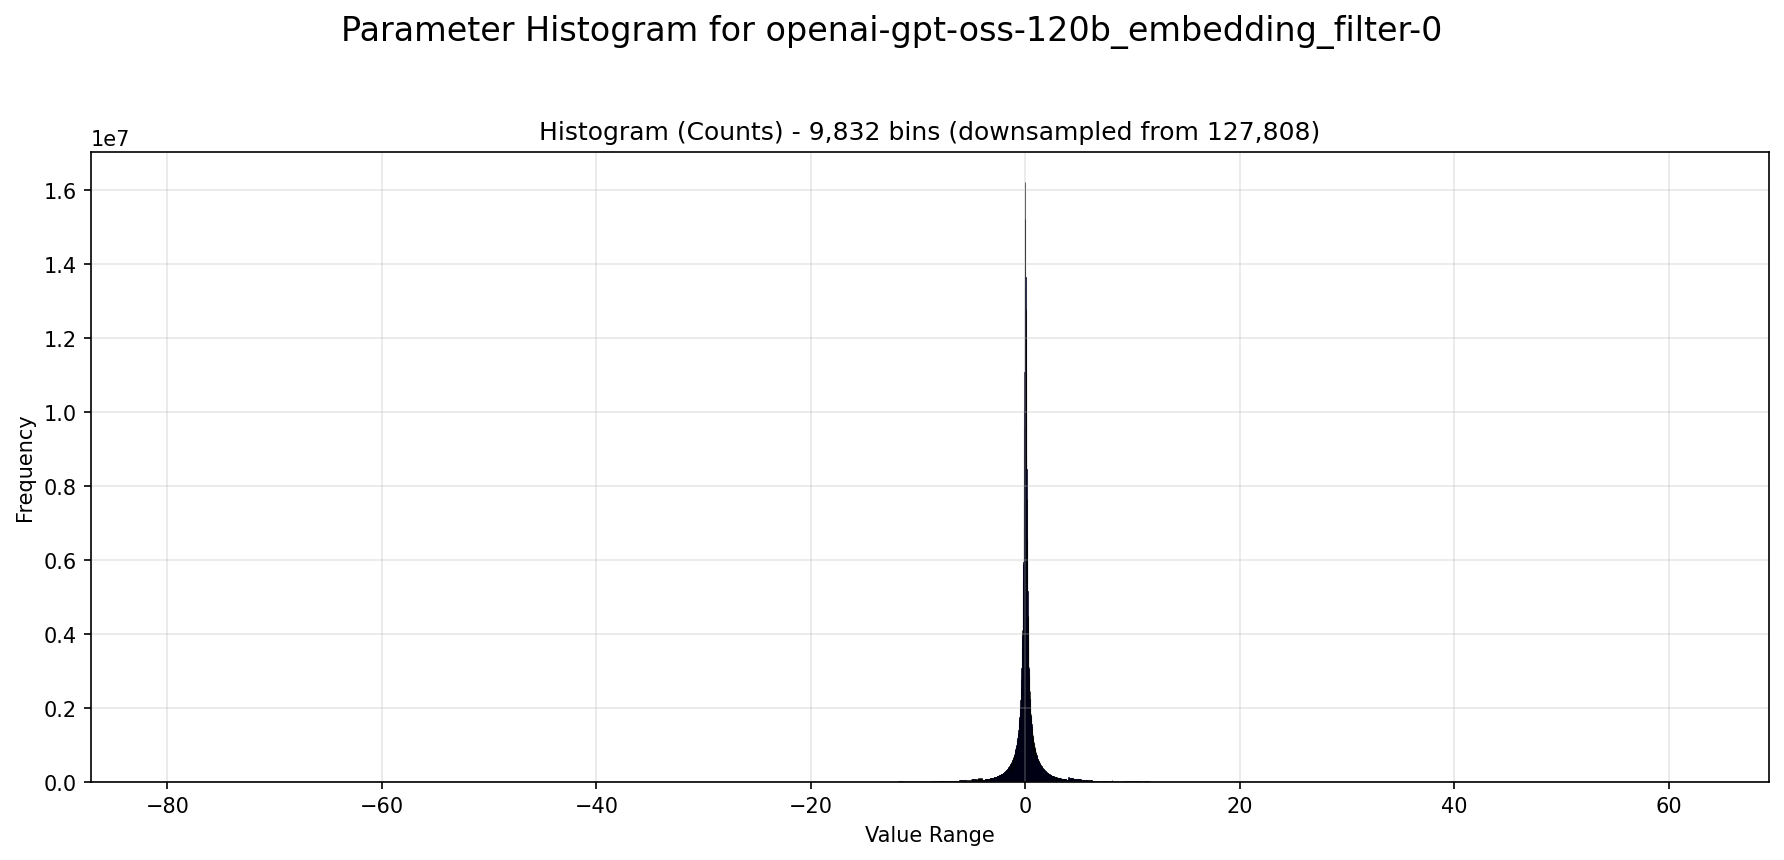 Parameter Histogram for openai-gpt-oss-120b_embedding_filter-0
Histogram (Counts) - 9,832 bins (downsampled from 127,808)
1e7
1.6
1.4
1.2
1.0
0.8
0.6
0.4
0.2
0.0
Frequency
−80 −60 −40 −20 0 20 40 60
Value Range